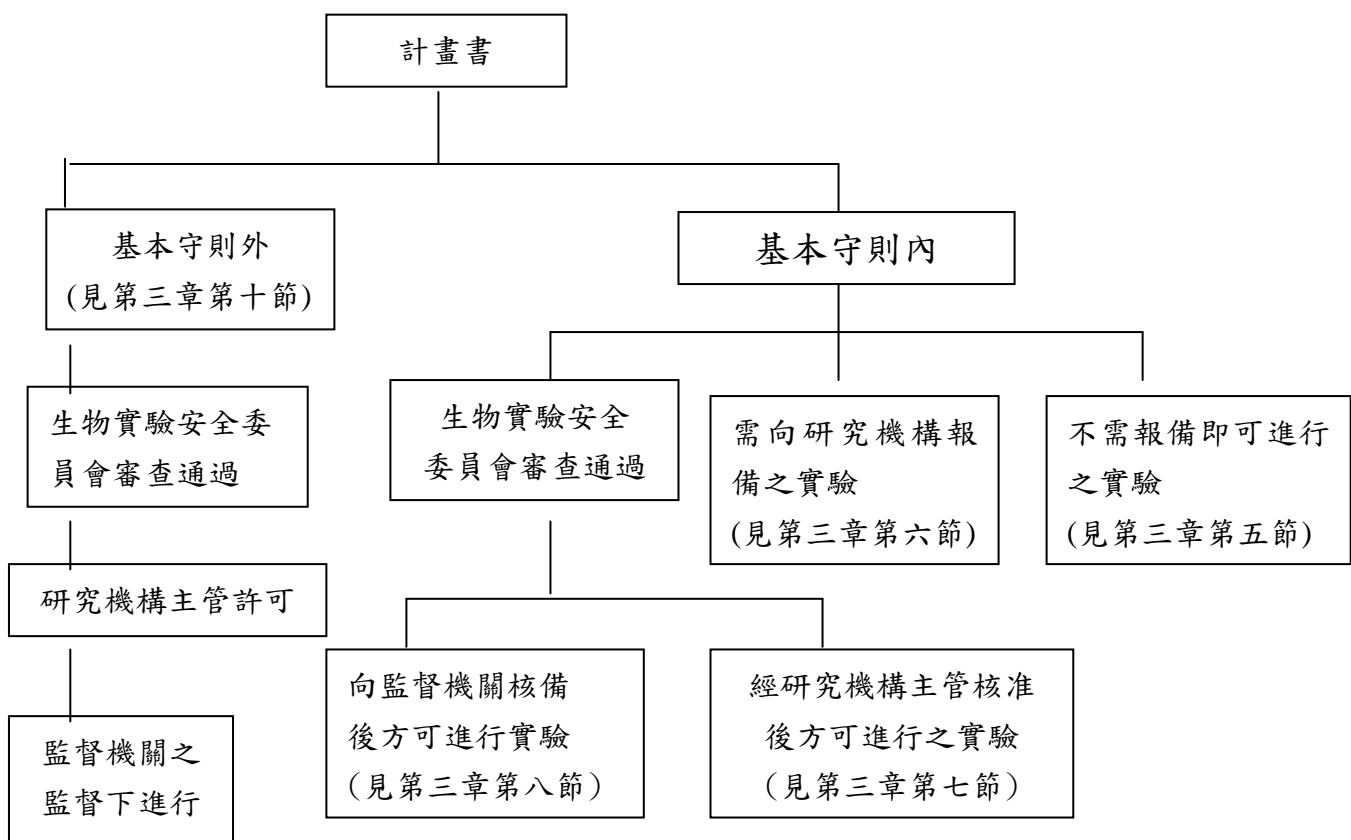 計畫書
基本守則外
(見第三章第十節)
基本守則內
生物實驗安全委
員會審查通過
生物實驗安全
委員會審查通過
需向研究機構報
備之實驗
(見第三章第六節)
不需報備即可進行
之實驗
(見第三章第五節)
研究機構主管許可
向監督機關核備
後方可進行實驗
（見第三章第八節）
經研究機構主管核准
後方可進行之實驗
（見第三章第七節）
監督機關之
監督下進行